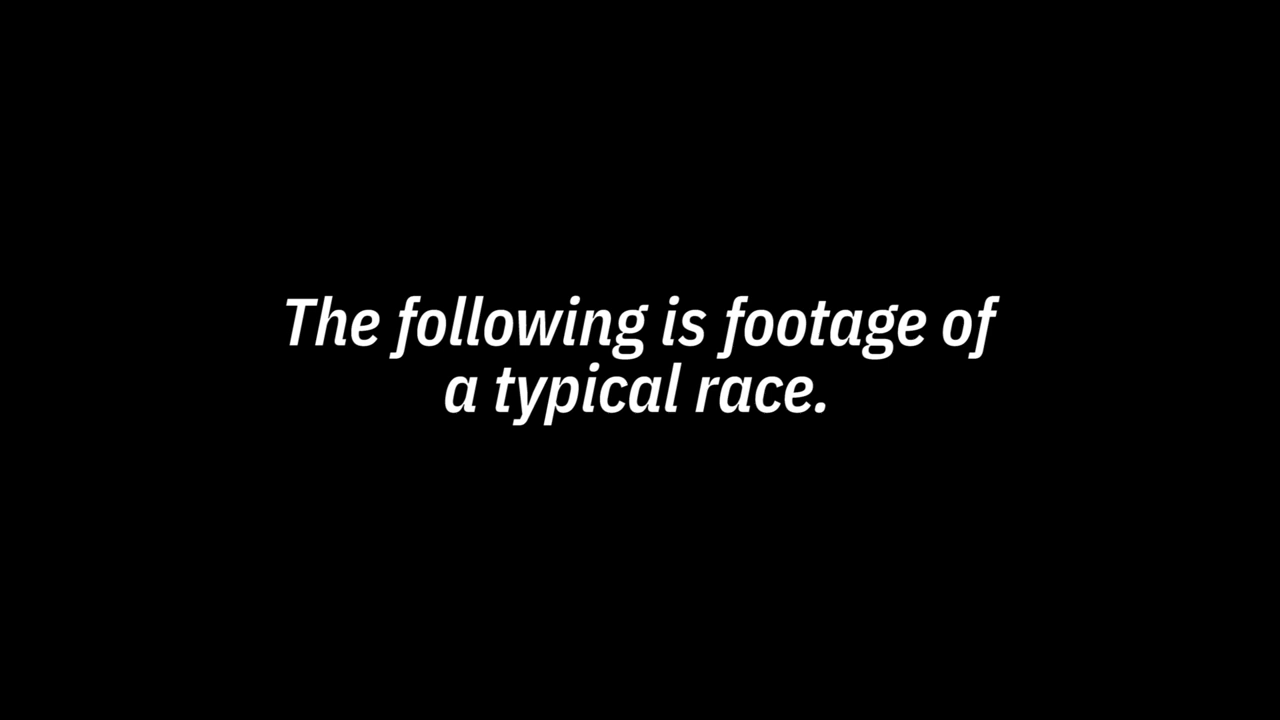 The following is footage of
a typical race.